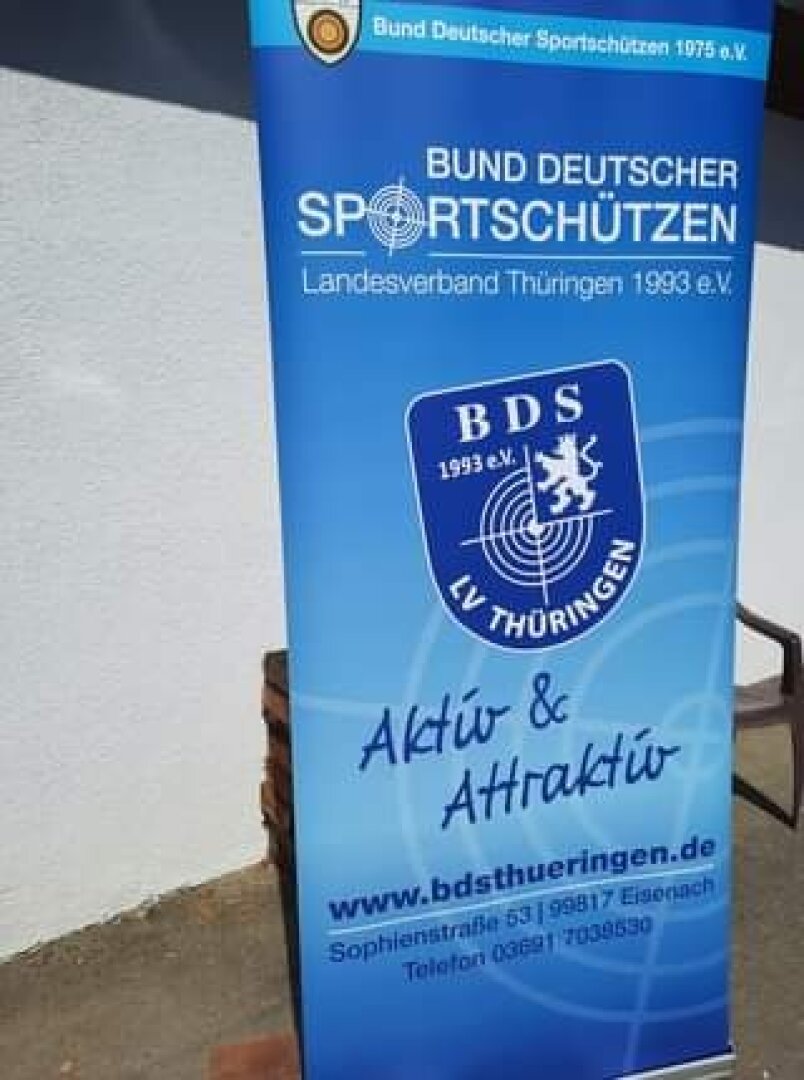 Bund Deutscher Sportschützen 1975 e.V.
BUND DEUTSCHER
SPORTSCHÜTZEN
Landesverband Thüringen 1993 e.V.
BDS
1993 e.V.
LV THÜRINGEN
Aktiv &
Attraktiv
www.bdsthueringen.de
Sophienstraße 53 | 99817 Eisenach
Telefon 03691 7038530